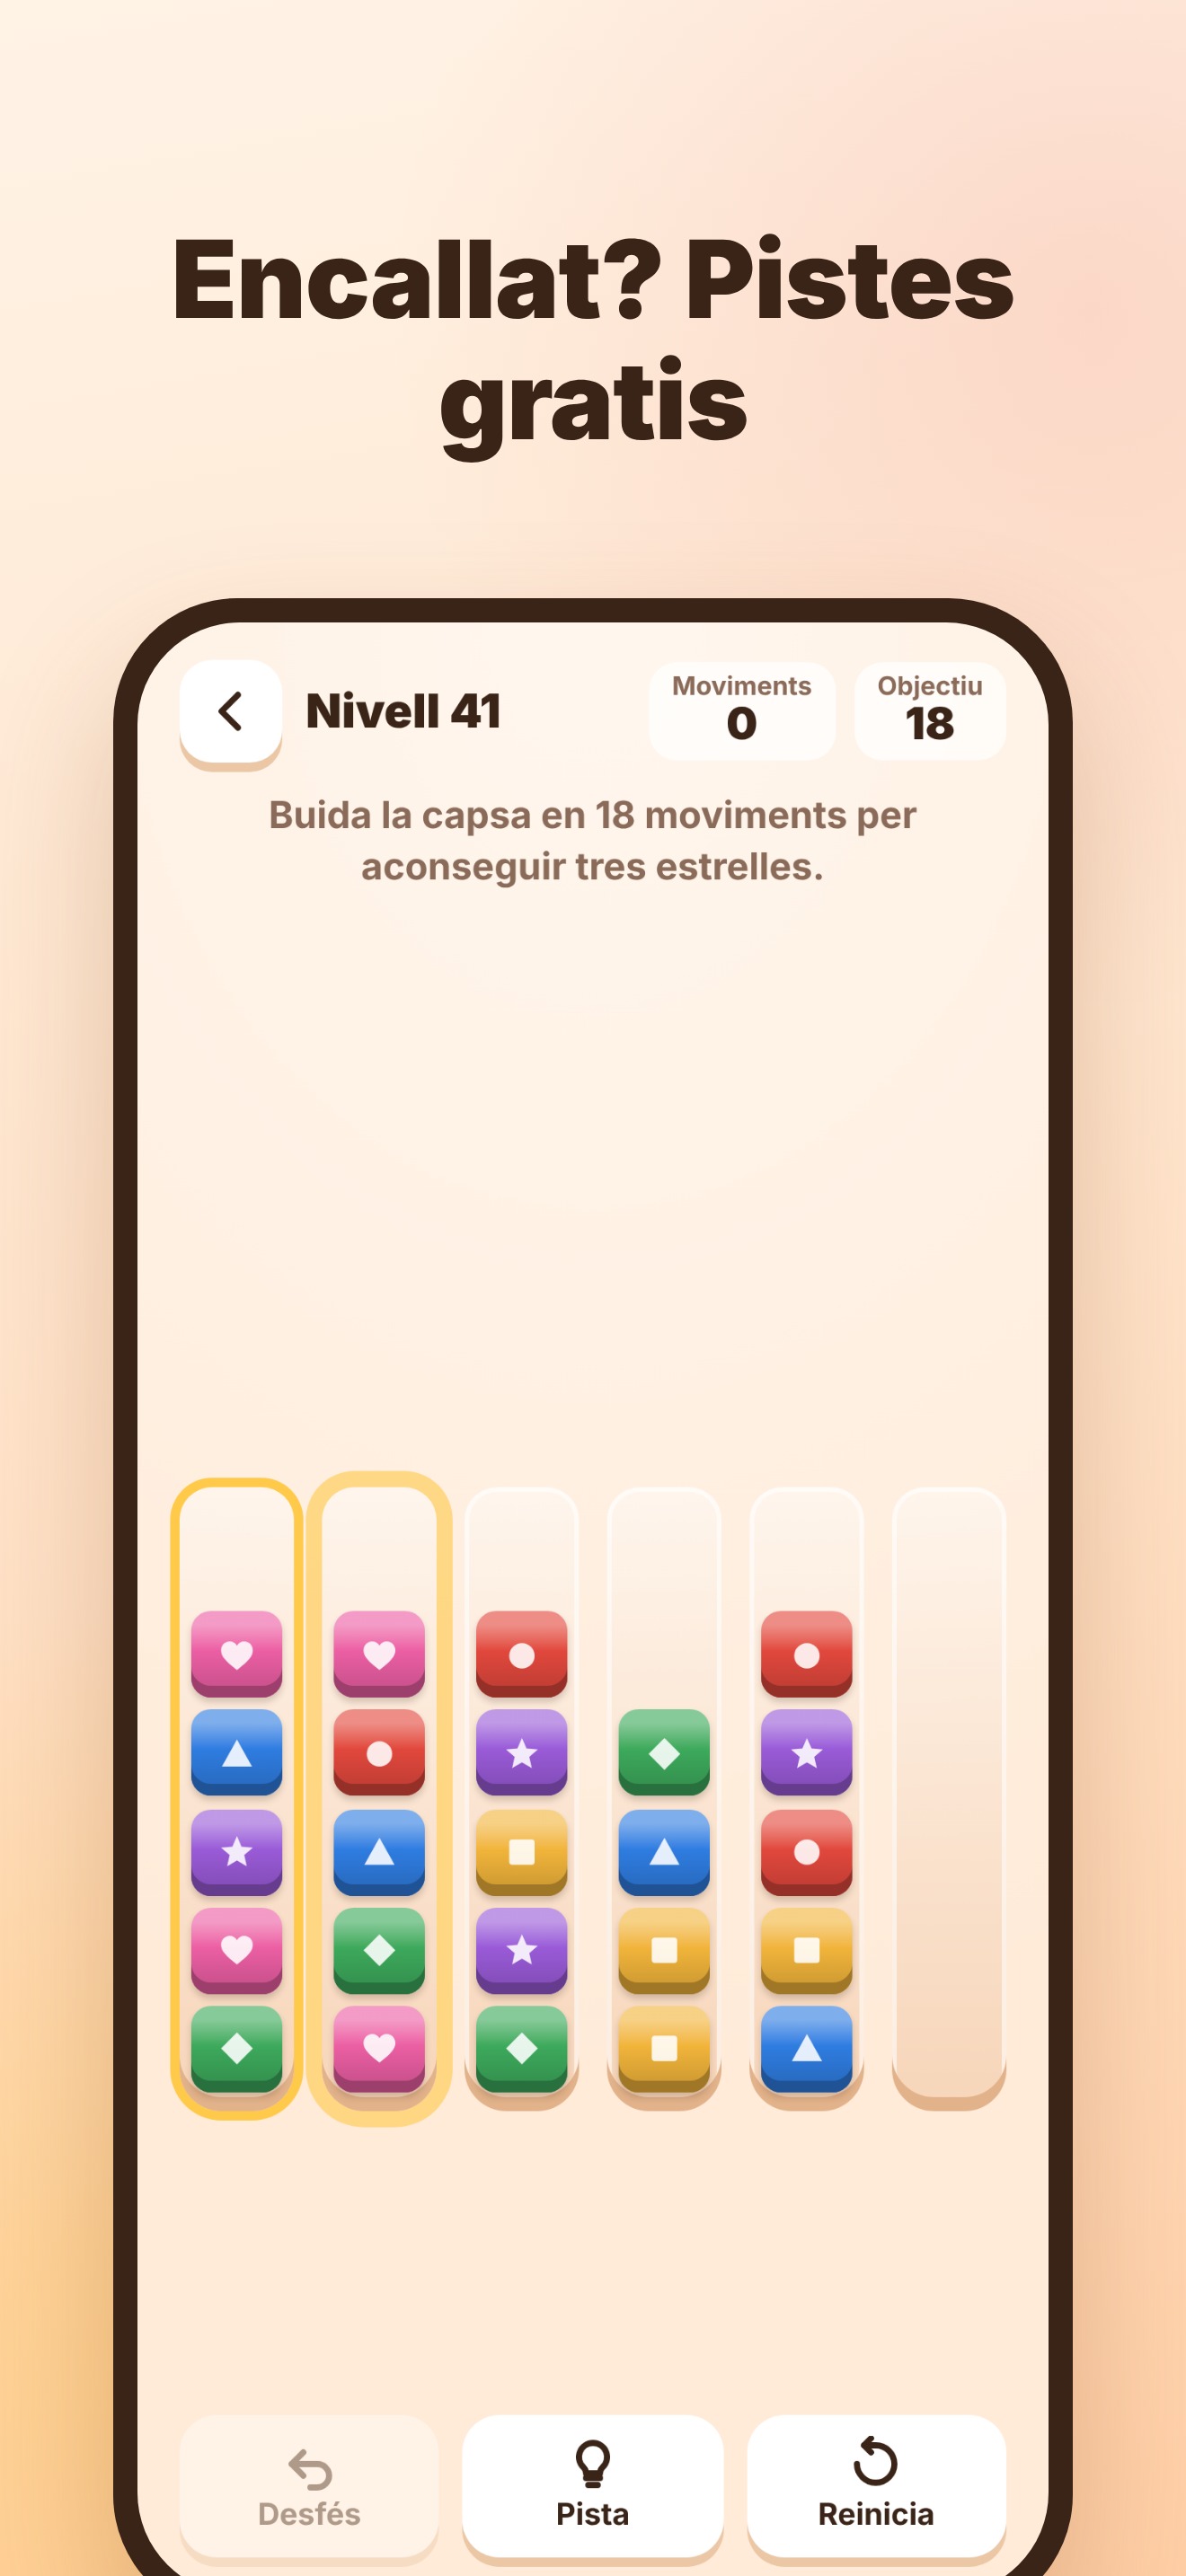 Encallat? Pistes
gratis
Nivell 41
Moviments
0
Objectiu
18
Buida la capsa en 18 moviments per
aconseguir tres estrelles.
Desfés
Pista
Reinicia